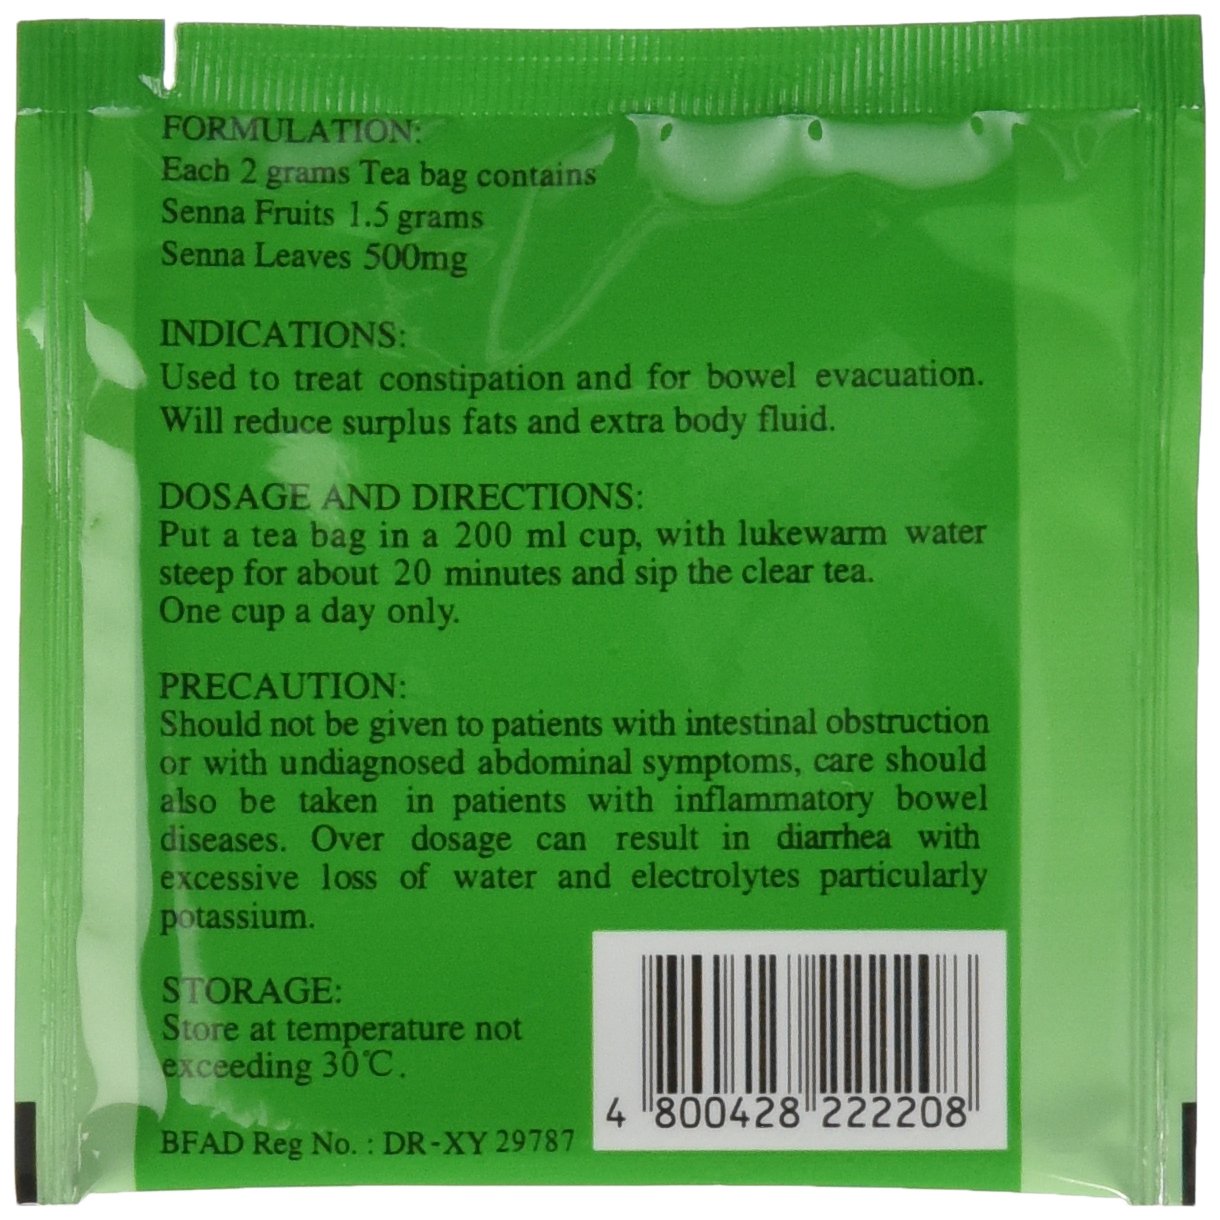 FORMULATION:
Each 2 grams Tea bag contains
Senna Fruits 1.5 grams
Senna Leaves 500mg
INDICATIONS:
Used to treat constipation and for bowel evacuation.
Will reduce surplus fats and extra body fluid.
DOSAGE AND DIRECTIONS:
Put a tea bag in a 200 ml cup, with lukewarm water
steep for about 20 minutes and sip the clear tea.
One cup a day only.
PRECAUTION:
Should not be given to patients with intestinal obstruction
or with undiagnosed abdominal symptoms, care should
also be taken in patients with inflammatory bowel
diseases. Over dosage can result in diarrhea with
excessive loss of water and electrolytes particularly
potassium.
STORAGE:
Store at temperature not
exceeding 30℃.
BFAD Reg No. : DR-XY 29787
4 800428 222208